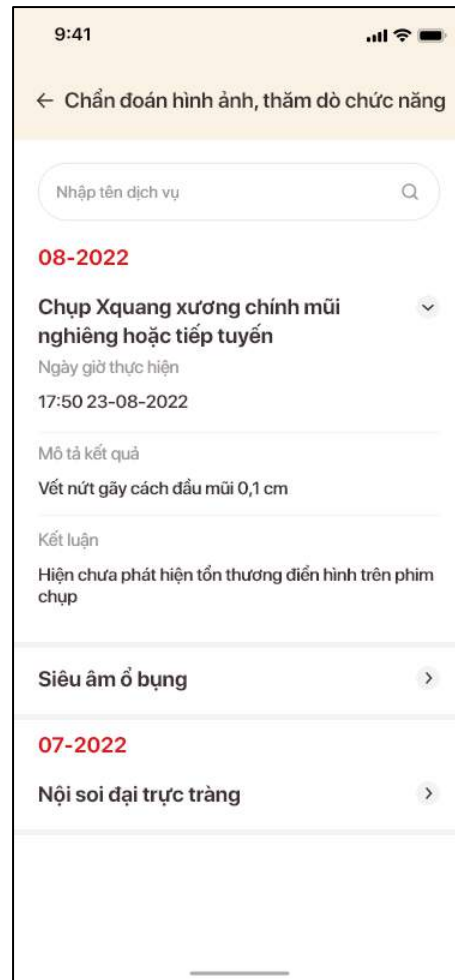 9:41
Chẩn đoán hình ảnh, thăm dò chức năng
Nhập tên dịch vụ
08-2022
Chụp Xquang xương chính mũi
nghiêng hoặc tiếp tuyến
Ngày giờ thực hiện
17:50 23-08-2022
Mô tả kết quả
Vết nứt gãy cách đầu mũi 0,1 cm
Kết luận
Hiện chưa phát hiện tổn thương điển hình trên phim
chụp
Siêu âm ổ bụng
07-2022
Nội soi đại trực tràng